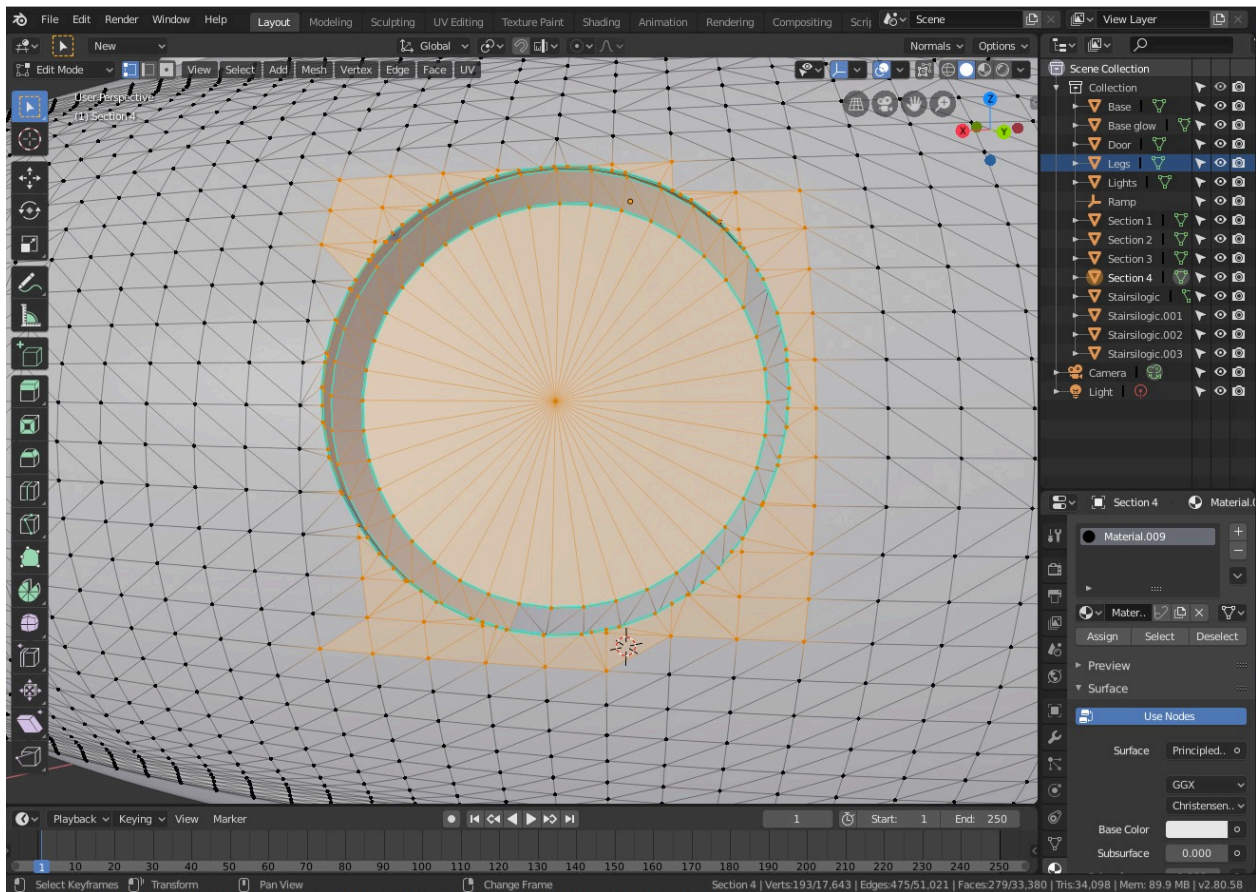 File Edit Render Window Help Layout Modeling Sculpting UV Editing Texture Paint Shading Animation Rendering Compositing Scrip Scene View Layer
New Global Normals Options
Edit Mode View Select Add Mesh Vertex Edge Face UV
User Perspective
(1) Section 4
Z
X
Y
Scene Collection
Collection
Base
Base glow
Door
Legs
Lights
Ramp
Section 1
Section 2
Section 3
Section 4
Stairsilogic
Stairsilogic.001
Stairsilogic.002
Stairsilogic.003
Camera
Light
Section 4 Material.0
Material.009
Mater..
Assign Select Deselect
Preview
Surface
Use Nodes
Surface Principled..
GGX
Christensen..
Base Color
Subsurface 0.000
Playback Keying View Marker 1 Start: 1 End: 250
1 10 20 30 40 50 60 70 80 90 100 110 120 130 140 150 160 170 180 190 200 210 220 230 240 250
Select Keyframes Transform Pan View Change Frame Section 4 | Verts:193/17,643 | Edges:475/51,021 | Faces:279/33,380 | Tris:34,098 | Mem: 89.9 MB | v2.80.58